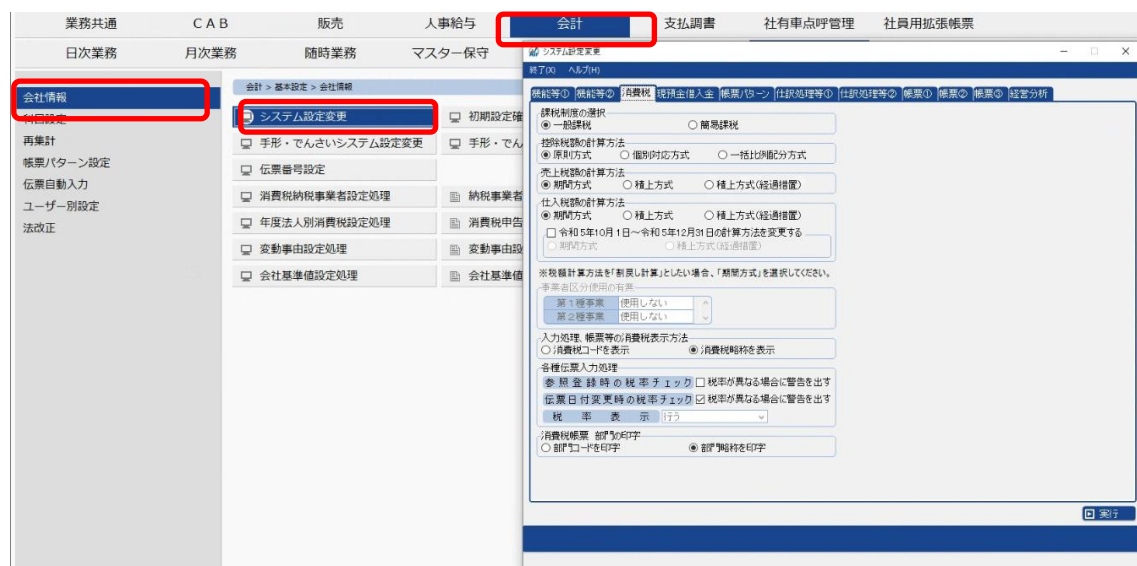 業務共通 CAB 販売 人事給与 会計 支払調書 社有車点呼管理 社員用拡張帳票
日次業務 月次業務 随時業務 マスター保守
会社情報
科目設定
再集計
帳票パターン設定
伝票自動入力
ユーザー別設定
法改正
会計 > 基本設定 > 会社情報
システム設定変更 初期設定確
手形・でんさいシステム設定変更 手形・でん
伝票番号設定
消費税納税事業者設定処理 納税事業者
年度法人別消費税設定処理 消費税申告
変動事由設定処理 変動事由設
会社基準値設定処理 会社基準値
システム設定変更
終了(X) ヘルプ(H)
機能等① 機能等② 消費税 現預金借入金 帳票パターン 仕訳処理等① 仕訳処理等② 帳票① 帳票② 帳票③ 経営分析
課税制度の選択
一般課税 簡易課税
控除税額の計算方法
原則方式 個別対応方式 一括比例配分方式
売上税額の計算方法
期間方式 積上方式 積上方式(経過措置)
仕入税額の計算方法
期間方式 積上方式 積上方式(経過措置)
令和5年10月1日～令和5年12月31日の計算方法を変更する
期間方式 積上方式(経過措置)
※税額計算方法を「割戻し計算」としたい場合、「期間方式」を選択してください。
事業者区分使用の有無
第1種事業 使用しない
第2種事業 使用しない
入力処理、帳票等の消費税表示方法
消費税コードを表示 消費税略称を表示
各種伝票入力処理
参照登録時の税率チェック 税率が異なる場合に警告を出す
伝票日付変更時の税率チェック 税率が異なる場合に警告を出す
税率表示 行う
消費税帳票 部門の印字
部門コードを印字 部門略称を印字
実行